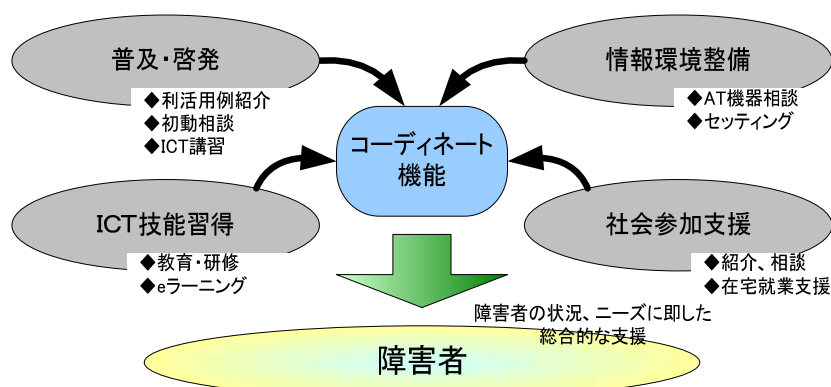 普及・啓発
◆利活用例紹介
◆初動相談
◆ICT講習
情報環境整備
◆AT機器相談
◆セッティング
コーディネート
機能
ICT技能習得
◆教育・研修
◆eラーニング
社会参加支援
◆紹介、相談
◆在宅就業支援
障害者の状況、ニーズに即した
総合的な支援
障害者